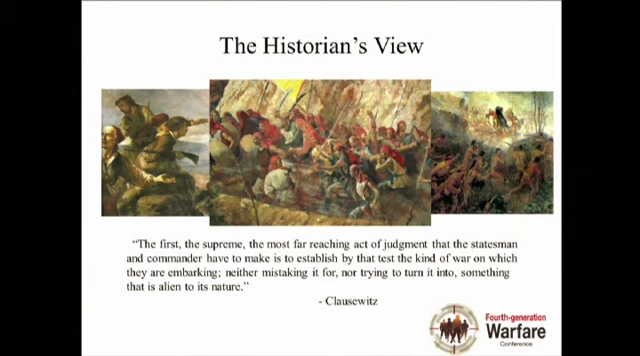 The Historian's View
“The first, the supreme, the most far reaching act of judgment that the statesman
and commander have to make is to establish by that test the kind of war on which
they are embarking; neither mistaking it for, nor trying to turn it into, something
that is alien to its nature.”
- Clausewitz
Fourth-generation
Warfare
Conference